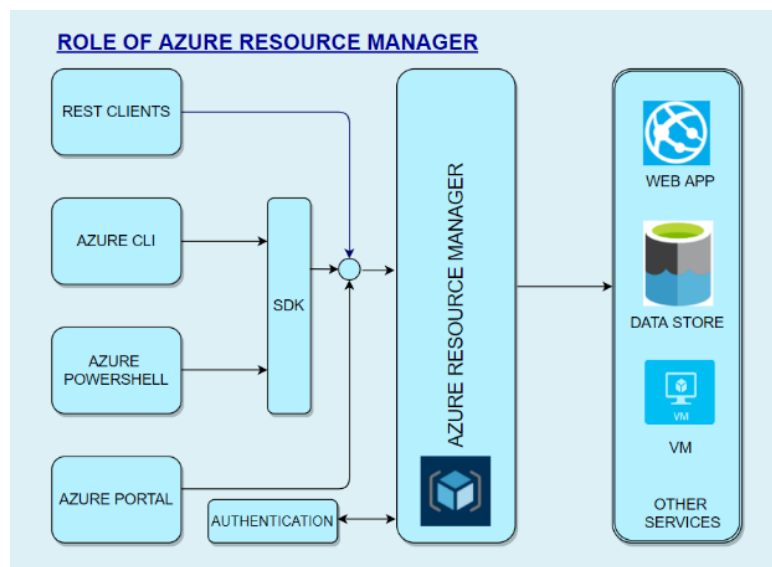 ROLE OF AZURE RESOURCE MANAGER
REST CLIENTS
AZURE CLI
AZURE
POWERSHELL
AZURE PORTAL
SDK
AUTHENTICATION
AZURE RESOURCE MANAGER
WEB APP
DATA STORE
VM
VM
OTHER
SERVICES